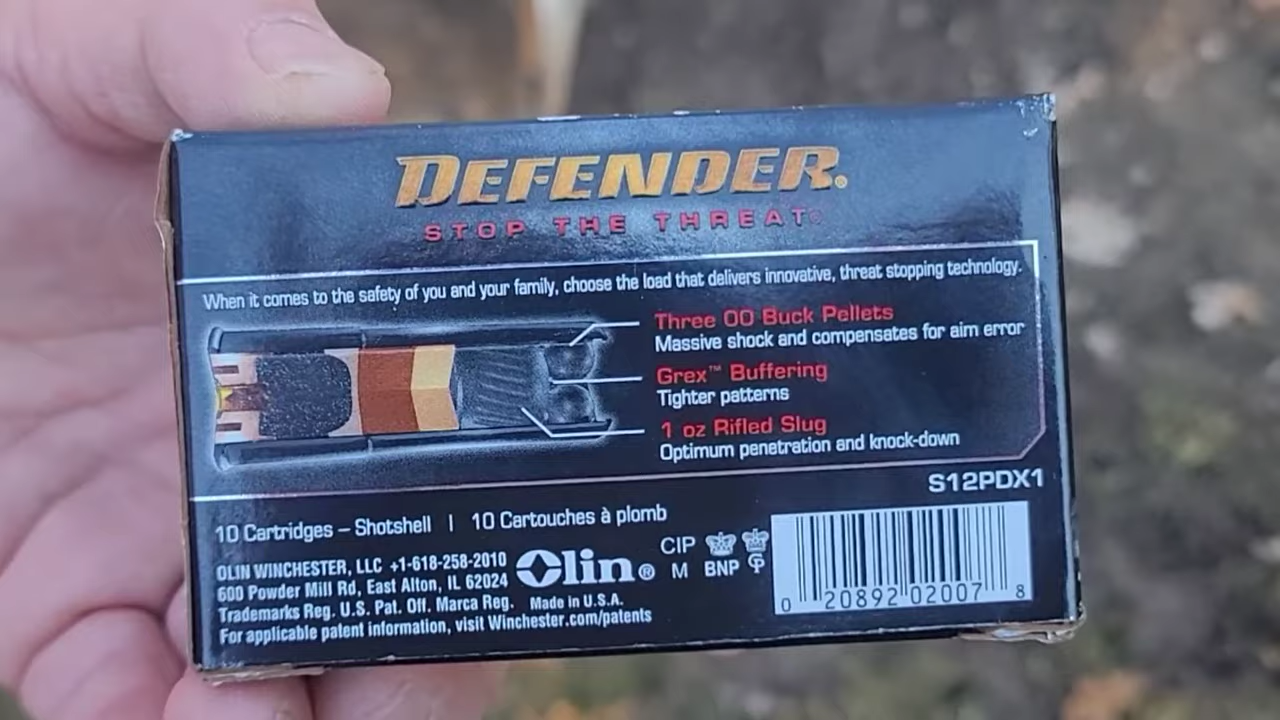 DEFENDER®
STOP THE THREAT®
When it comes to the safety of you and your family, choose the load that delivers innovative, threat stopping technology.
Three 00 Buck Pellets
Massive shock and compensates for aim error
Grex™ Buffering
Tighter patterns
1 oz Rifled Slug
Optimum penetration and knock-down
S12PDX1
10 Cartridges – Shotshell | 10 Cartouches à plomb
OLIN WINCHESTER, LLC +1-618-258-2010
600 Powder Mill Rd, East Alton, IL 62024
Trademarks Reg. U.S. Pat. Off. Marca Reg. Made in U.S.A.
For applicable patent information, visit Winchester.com/patents
Olin®
CIP
M BNP GP
0 20892 02007 8